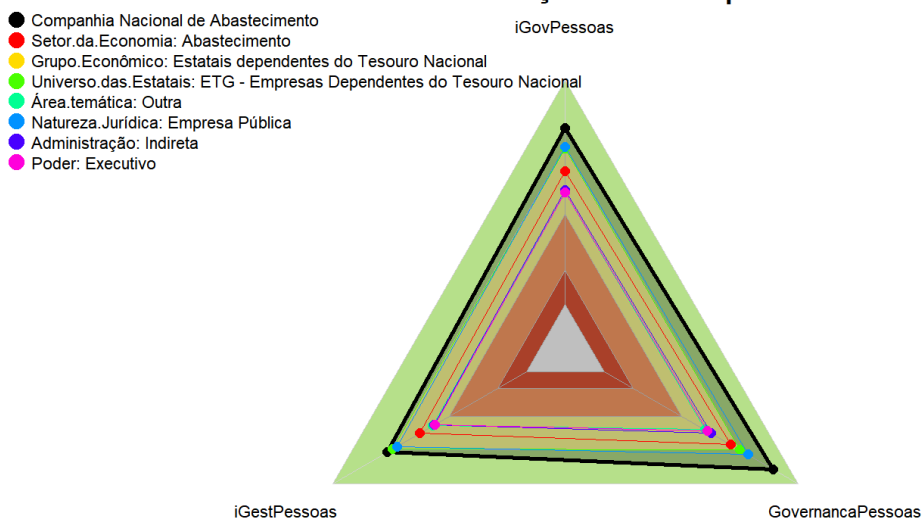 iGovPessoas
Companhia Nacional de Abastecimento
Setor.da.Economia: Abastecimento
Grupo.Econômico: Estatais dependentes do Tesouro Nacional
Universo.das.Estatais: ETG - Empresas Dependentes do Tesouro Nacional
Área.temática: Outra
Natureza.Jurídica: Empresa Pública
Administração: Indireta
Poder: Executivo
iGestPessoas
GovernancaPessoas